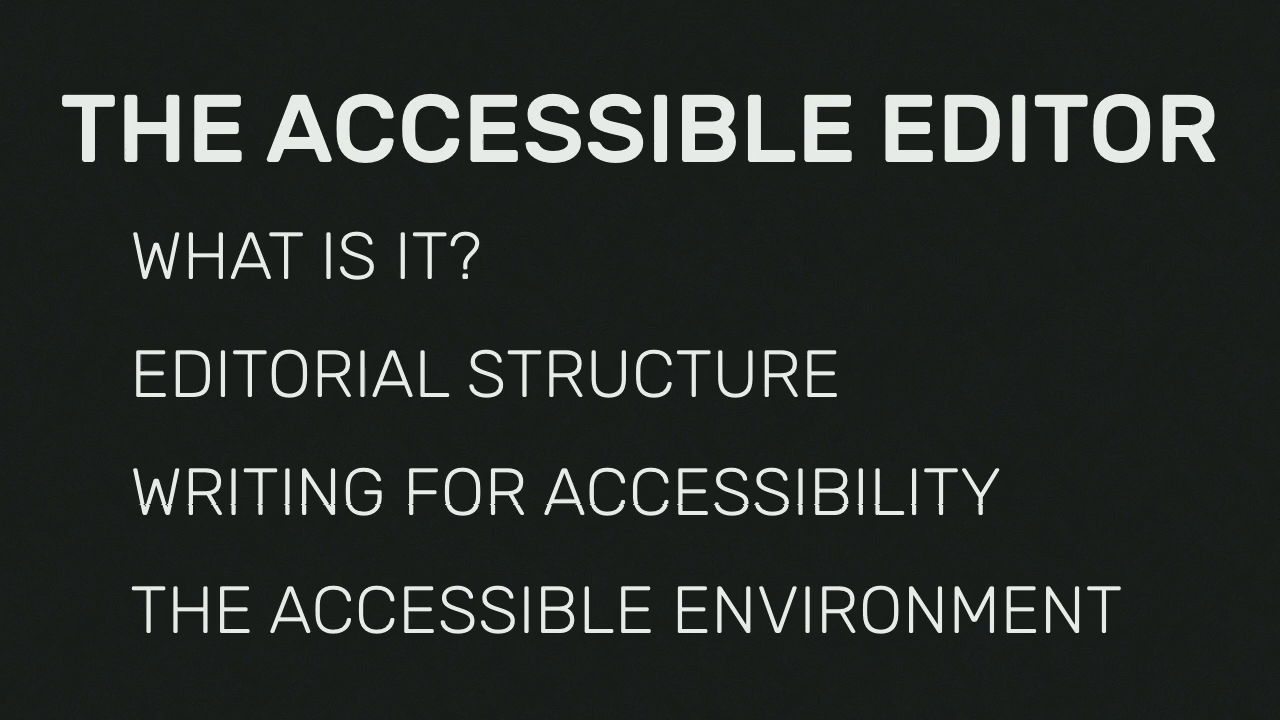 THE ACCESSIBLE EDITOR
WHAT IS IT?
EDITORIAL STRUCTURE
WRITING FOR ACCESSIBILITY
THE ACCESSIBLE ENVIRONMENT